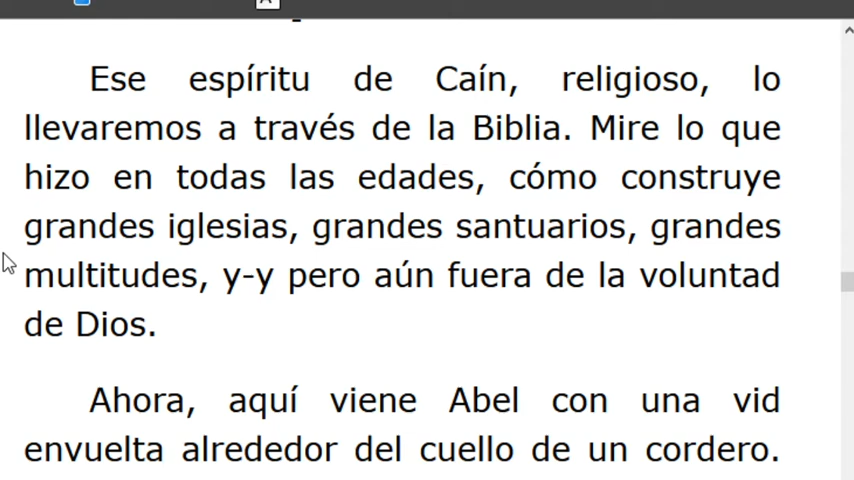 Ese espíritu de Caín, religioso, lo
llevaremos a través de la Biblia. Mire lo que
hizo en todas las edades, cómo construye
grandes iglesias, grandes santuarios, grandes
multitudes, y-y pero aún fuera de la voluntad
de Dios.
Ahora, aquí viene Abel con una vid
envuelta alrededor del cuello de un cordero.